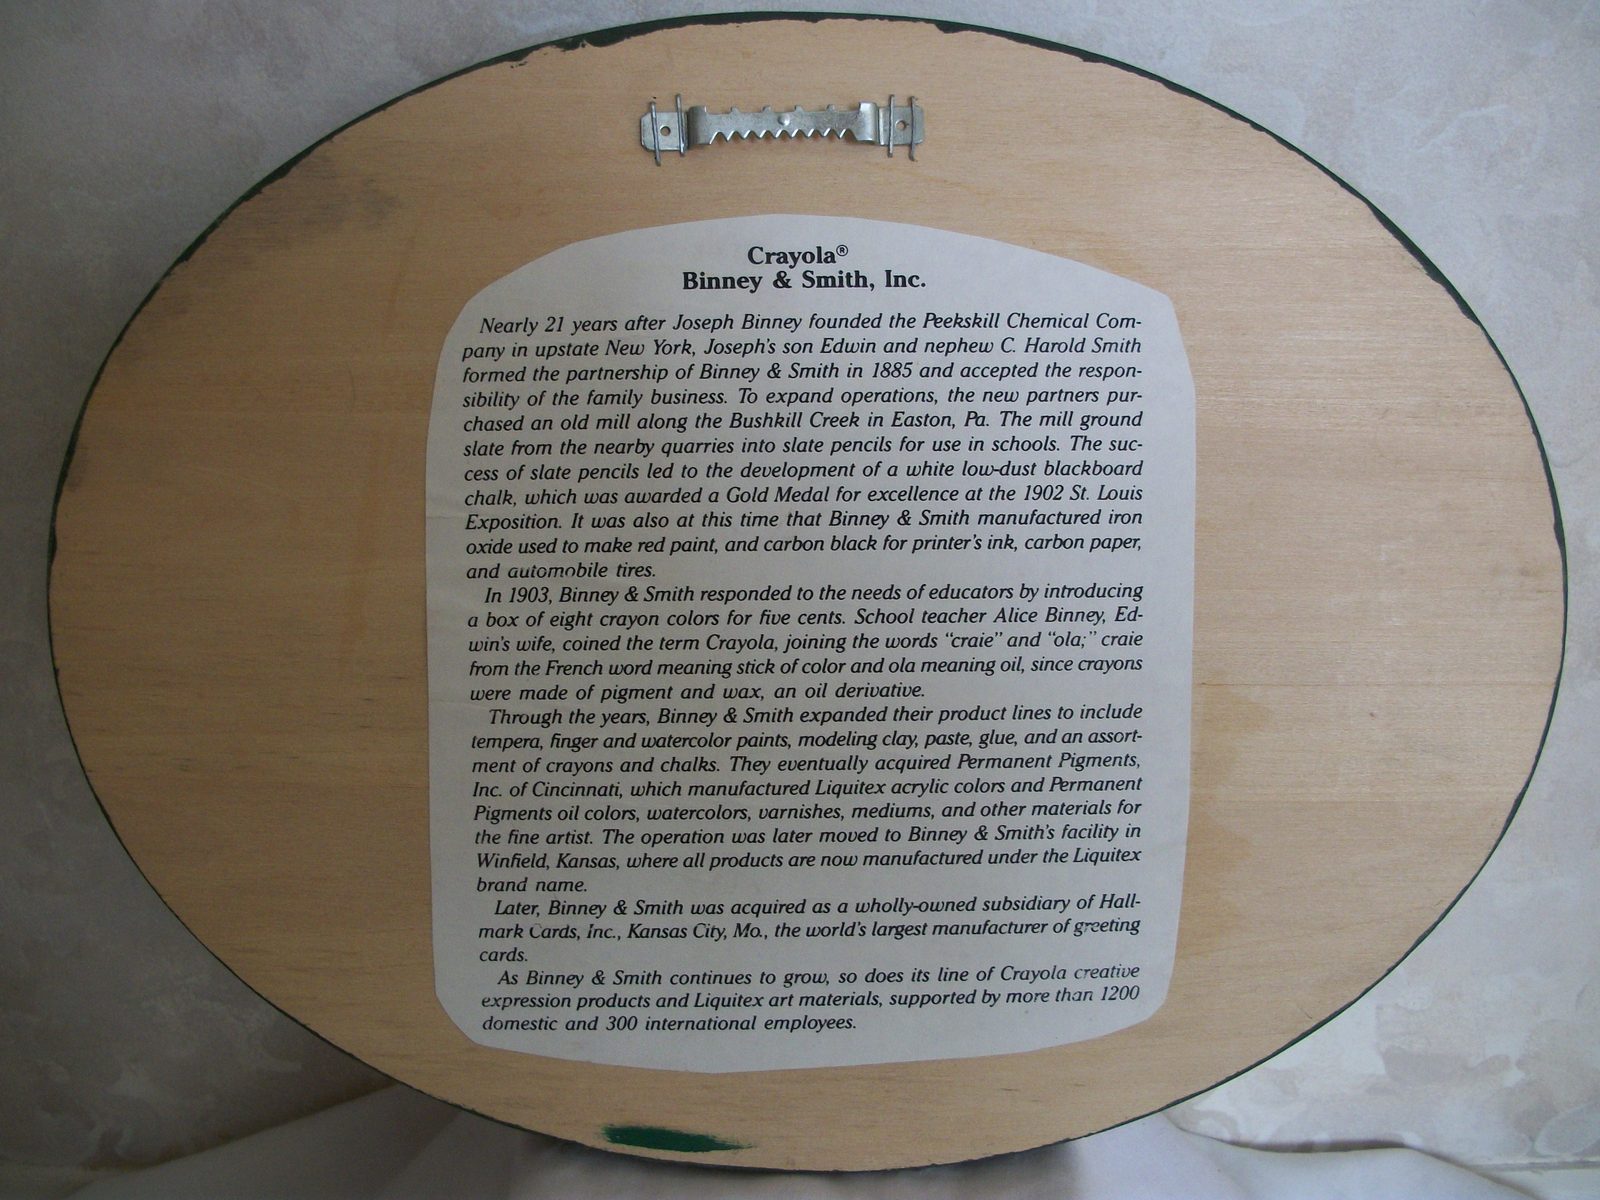 Crayola®
Binney & Smith, Inc.
Nearly 21 years after Joseph Binney founded the Peekskill Chemical Com-
pany in upstate New York, Joseph's son Edwin and nephew C. Harold Smith
formed the partnership of Binney & Smith in 1885 and accepted the respon-
sibility of the family business. To expand operations, the new partners pur-
chased an old mill along the Bushkill Creek in Easton, Pa. The mill ground
slate from the nearby quarries into slate pencils for use in schools. The suc-
cess of slate pencils led to the development of a white low-dust blackboard
chalk, which was awarded a Gold Medal for excellence at the 1902 St. Louis
Exposition. It was also at this time that Binney & Smith manufactured iron
oxide used to make red paint, and carbon black for printer's ink, carbon paper,
and automobile tires.
In 1903, Binney & Smith responded to the needs of educators by introducing
a box of eight crayon colors for five cents. School teacher Alice Binney, Ed-
win's wife, coined the term Crayola, joining the words "craie" and "ola;" craie
from the French word meaning stick of color and ola meaning oil, since crayons
were made of pigment and wax, an oil derivative.
Through the years, Binney & Smith expanded their product lines to include
tempera, finger and watercolor paints, modeling clay, paste, glue, and an assort-
ment of crayons and chalks. They eventually acquired Permanent Pigments,
Inc. of Cincinnati, which manufactured Liquitex acrylic colors and Permanent
Pigments oil colors, watercolors, varnishes, mediums, and other materials for
the fine artist. The operation was later moved to Binney & Smith's facility in
Winfield, Kansas, where all products are now manufactured under the Liquitex
brand name.
Later, Binney & Smith was acquired as a wholly-owned subsidiary of Hall-
mark Cards, Inc., Kansas City, Mo., the world's largest manufacturer of greeting
cards.
As Binney & Smith continues to grow, so does its line of Crayola creative
expression products and Liquitex art materials, supported by more than 1200
domestic and 300 international employees.